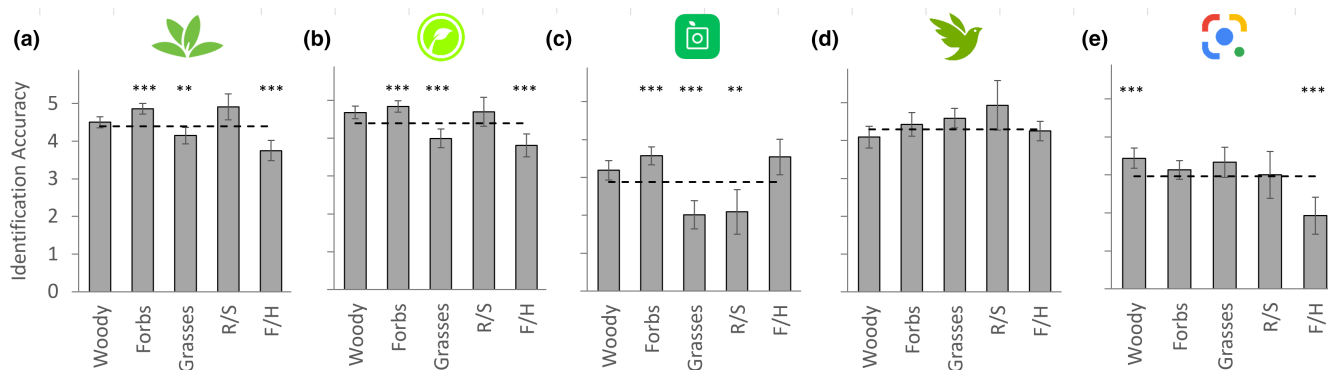 (a)
(b)
(c)
(d)
(e)
Identification Accuracy
5
4
3
2
1
0
*** ** ***
*** *** ***
*** *** **
*** ***
Woody Forbs Grasses R/S F/H
Woody Forbs Grasses R/S F/H
Woody Forbs Grasses R/S F/H
Woody Forbs Grasses R/S F/H
Woody Forbs Grasses R/S F/H